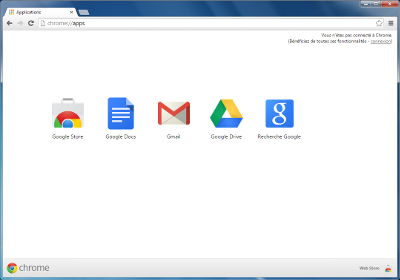 Applications
chrome://apps
Vous n'êtes pas connecté à Chrome
(Bénéficiez de toutes ses fonctionnalités - connexion)
Google Store
Google Docs
Gmail
Google Drive
Recherche Google
chrome
Web Store